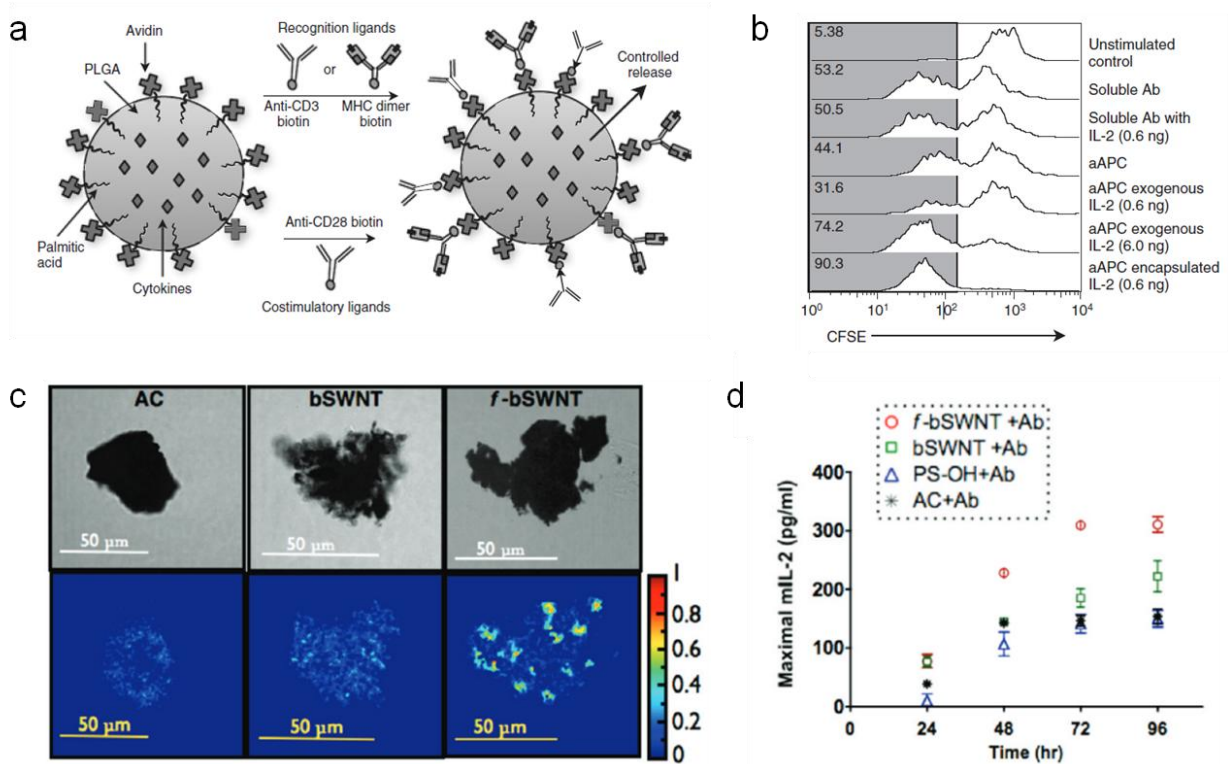 a
Avidin
PLGA
Palmitic
acid
Cytokines
Recognition ligands
or
Anti-CD3
biotin
MHC dimer
biotin
Anti-CD28 biotin
Costimulatory ligands
Controlled
release
b
5.38
Unstimulated
control
53.2
Soluble Ab
50.5
Soluble Ab with
IL-2 (0.6 ng)
44.1
aAPC
31.6
aAPC exogenous
IL-2 (0.6 ng)
74.2
aAPC exogenous
IL-2 (6.0 ng)
90.3
aAPC encapsulated
IL-2 (0.6 ng)
10⁰ 10¹ 10² 10³ 10⁴
CFSE
c
AC bSWNT f-bSWNT
50 µm 50 µm 50 µm
50 µm 50 µm 50 µm
1
0.8
0.6
0.4
0.2
0
d
f-bSWNT +Ab
bSWNT +Ab
PS-OH+Ab
AC+Ab
Maximal mIL-2 (pg/ml)
400
300
200
100
0
0 24 48 72 96
Time (hr)